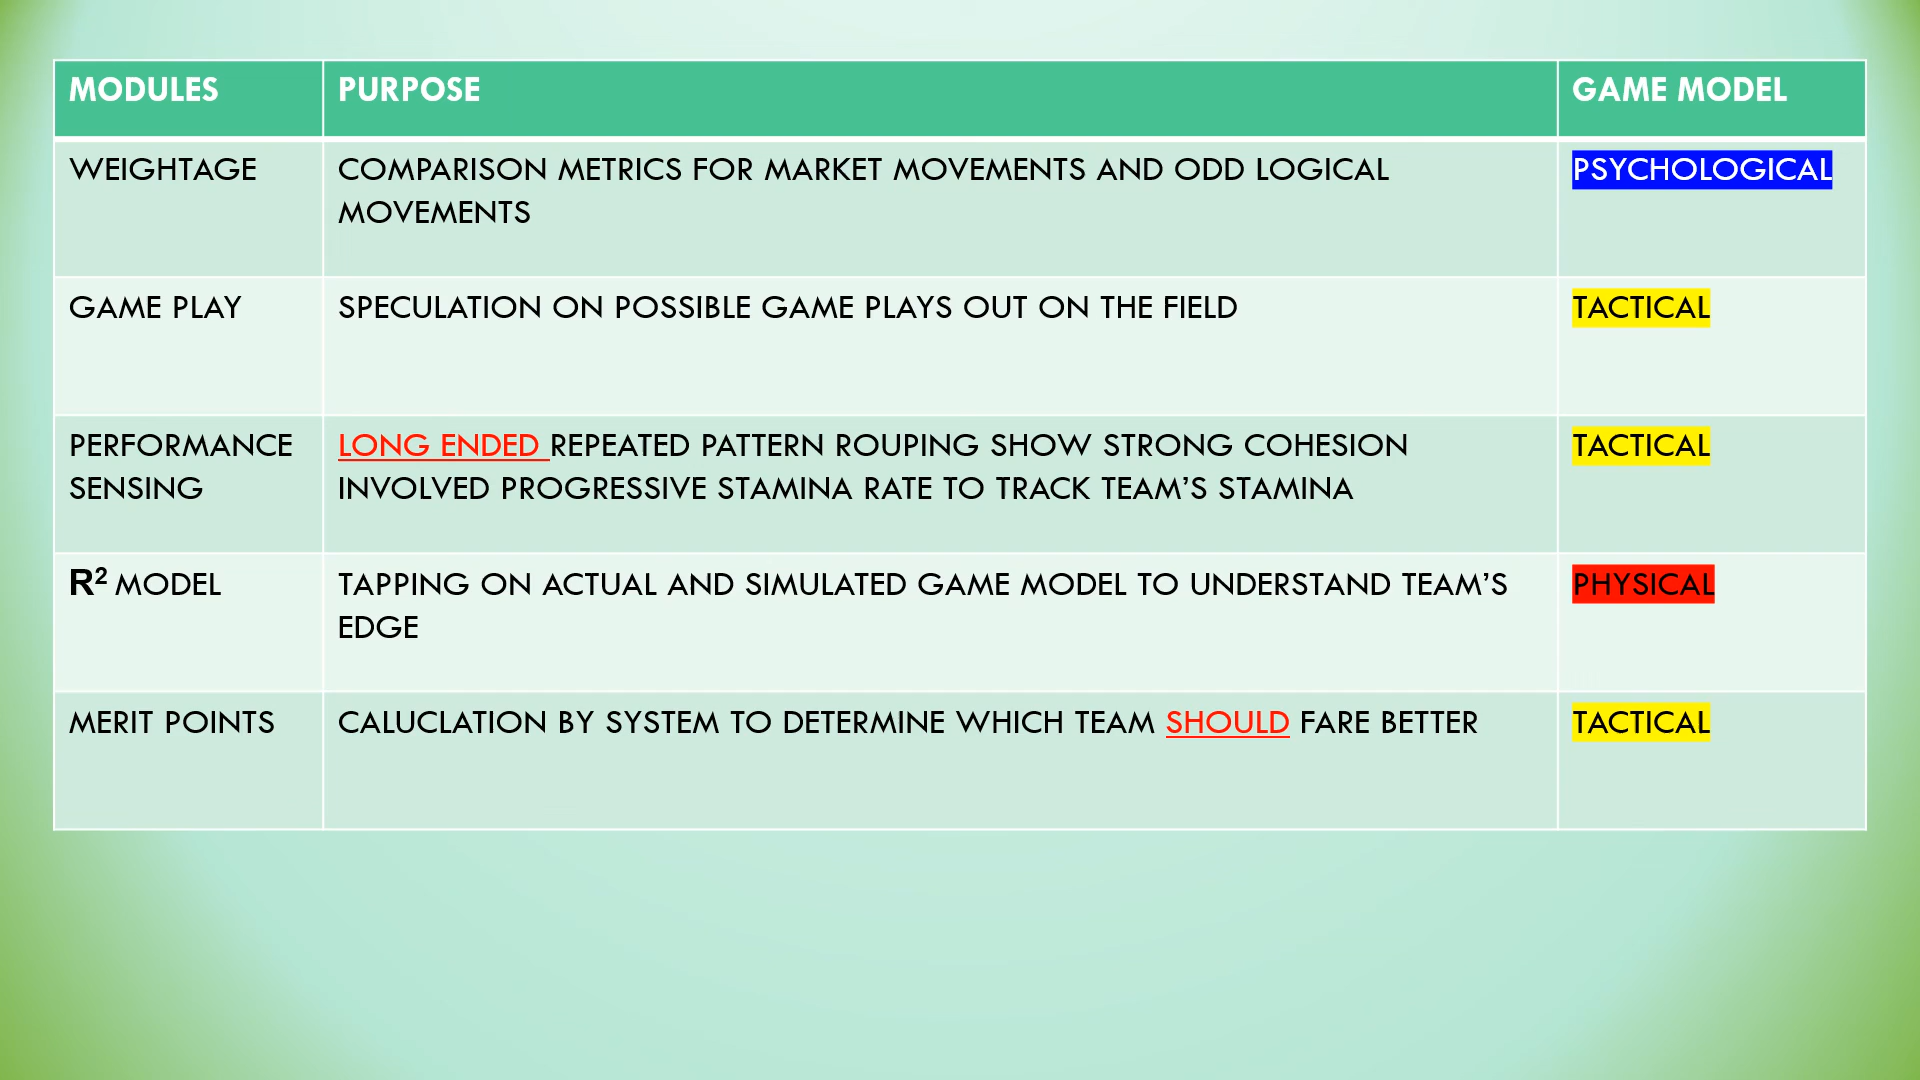 MODULES PURPOSE GAME MODEL
WEIGHTAGE COMPARISON METRICS FOR MARKET MOVEMENTS AND ODD LOGICAL PSYCHOLOGICAL
MOVEMENTS
GAME PLAY SPECULATION ON POSSIBLE GAME PLAYS OUT ON THE FIELD TACTICAL
PERFORMANCE LONG ENDED REPEATED PATTERN ROUPING SHOW STRONG COHESION TACTICAL
SENSING INVOLVED PROGRESSIVE STAMINA RATE TO TRACK TEAM’S STAMINA
R² MODEL TAPPING ON ACTUAL AND SIMULATED GAME MODEL TO UNDERSTAND TEAM’S PHYSICAL
EDGE
MERIT POINTS CALUCLATION BY SYSTEM TO DETERMINE WHICH TEAM SHOULD FARE BETTER TACTICAL